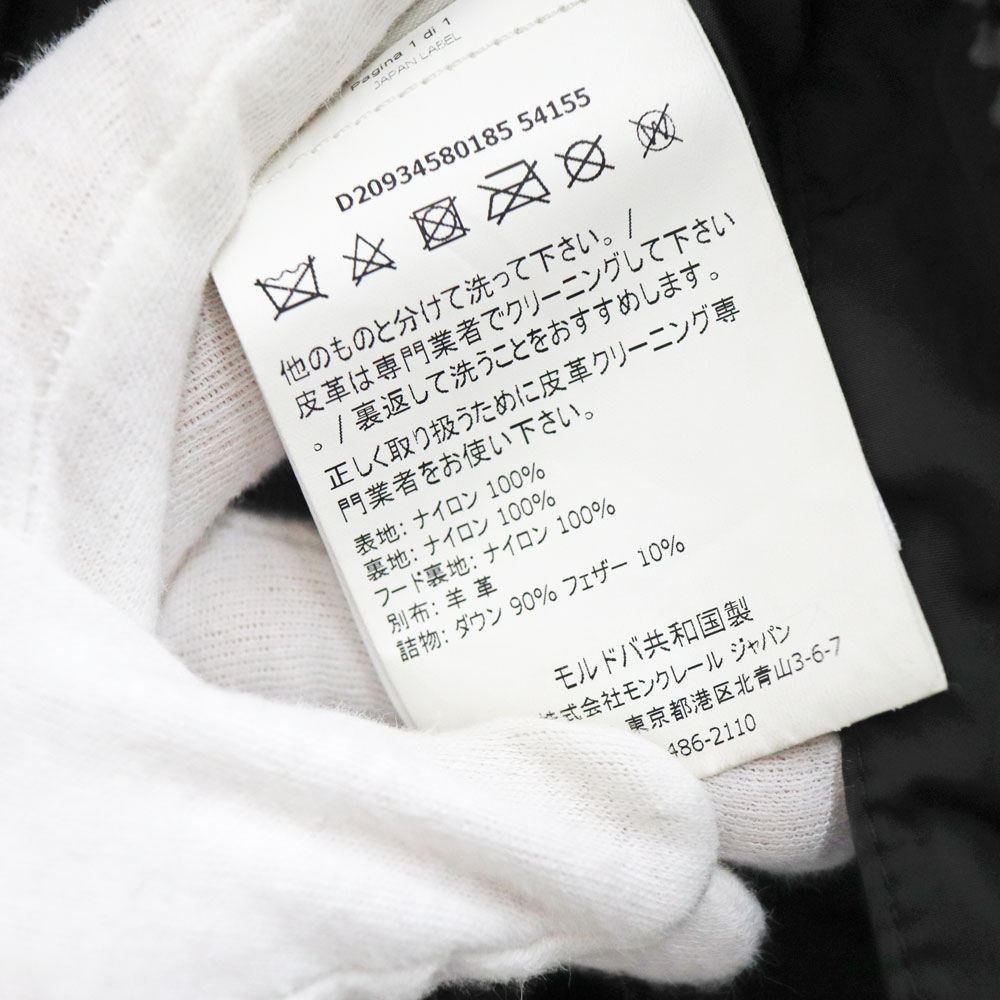 Pagina 1 di 1
JAPAN LABEL
D20934580185 54155
W
他のものと分けて洗って下さい。/
皮革は専門業者でクリーニングして下さい
。/ 裏返して洗うことをおすすめします。
正しく取り扱うために皮革クリーニング専
門業者をお使い下さい。
表地: ナイロン 100%
裏地: ナイロン 100%
フード裏地: ナイロン 100%
別布: 羊 革
詰物: ダウン 90% フェザー 10%
モルドバ共和国製
株式会社モンクレール ジャパン
東京都港区北青山3-6-7
486-2110